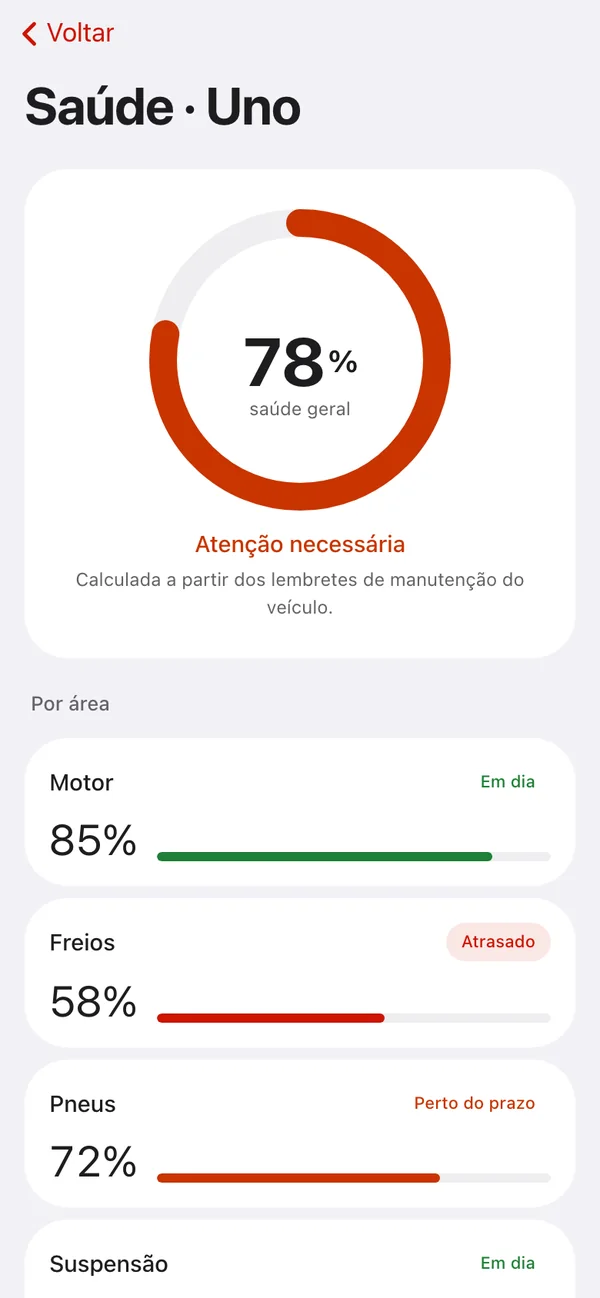 Voltar
Saúde · Uno
78%
saúde geral
Atenção necessária
Calculada a partir dos lembretes de manutenção do
veículo.
Por área
Motor
Em dia
85%
Freios
Atrasado
58%
Pneus
Perto do prazo
72%
Suspensão
Em dia